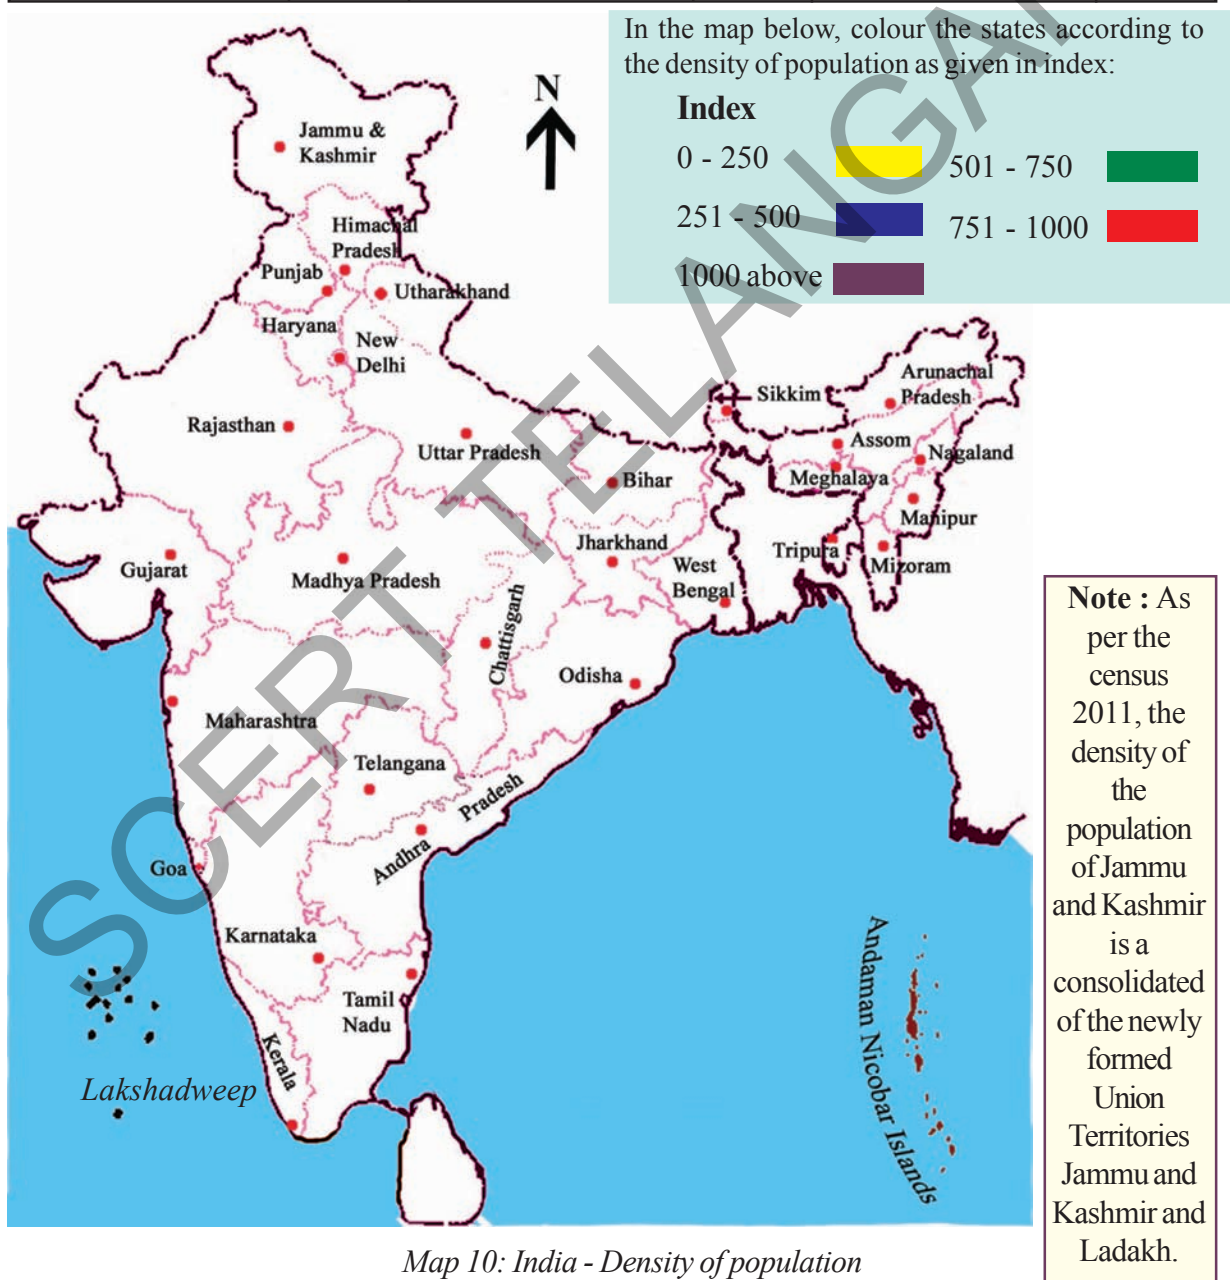 In the map below, colour the states according to
the density of population as given in index:
Index
0 - 250
501 - 750
251 - 500
751 - 1000
1000 above
N
Jammu &
Kashmir
Himachal
Pradesh
Punjab
Utharakhand
Haryana
New
Delhi
Rajasthan
Uttar Pradesh
Sikkim
Arunachal
Pradesh
Assom
Nagaland
Meghalaya
Manipur
Bihar
Jharkhand
Tripura
Mizoram
West
Bengal
Gujarat
Madhya Pradesh
Chattisgarh
Odisha
Maharashtra
Telangana
Andhra Pradesh
Goa
Karnataka
Tamil
Nadu
Kerala
Lakshadweep
Andaman Nicobar Islands
Note : As
per the
census
2011, the
density of
the
population
of Jammu
and Kashmir
is a
consolidated
of the newly
formed
Union
Territories
Jammu and
Kashmir and
Ladakh.
Map 10: India - Density of population
SCERT TELANGA